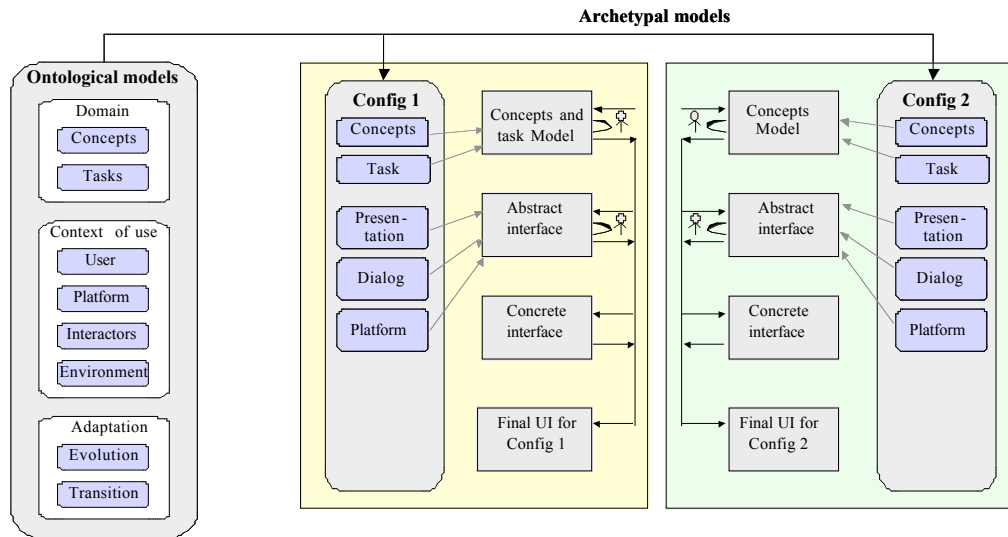 Archetypal models
Ontological models
Domain
Concepts
Tasks
Context of use
User
Platform
Interactors
Environment
Adaptation
Evolution
Transition
Config 1
Concepts
Task
Presen-
tation
Dialog
Platform
Concepts and
task Model
Abstract
interface
Concrete
interface
Final UI for
Config 1
Concepts
Model
Abstract
interface
Concrete
interface
Final UI for
Config 2
Config 2
Concepts
Task
Presen-
tation
Dialog
Platform